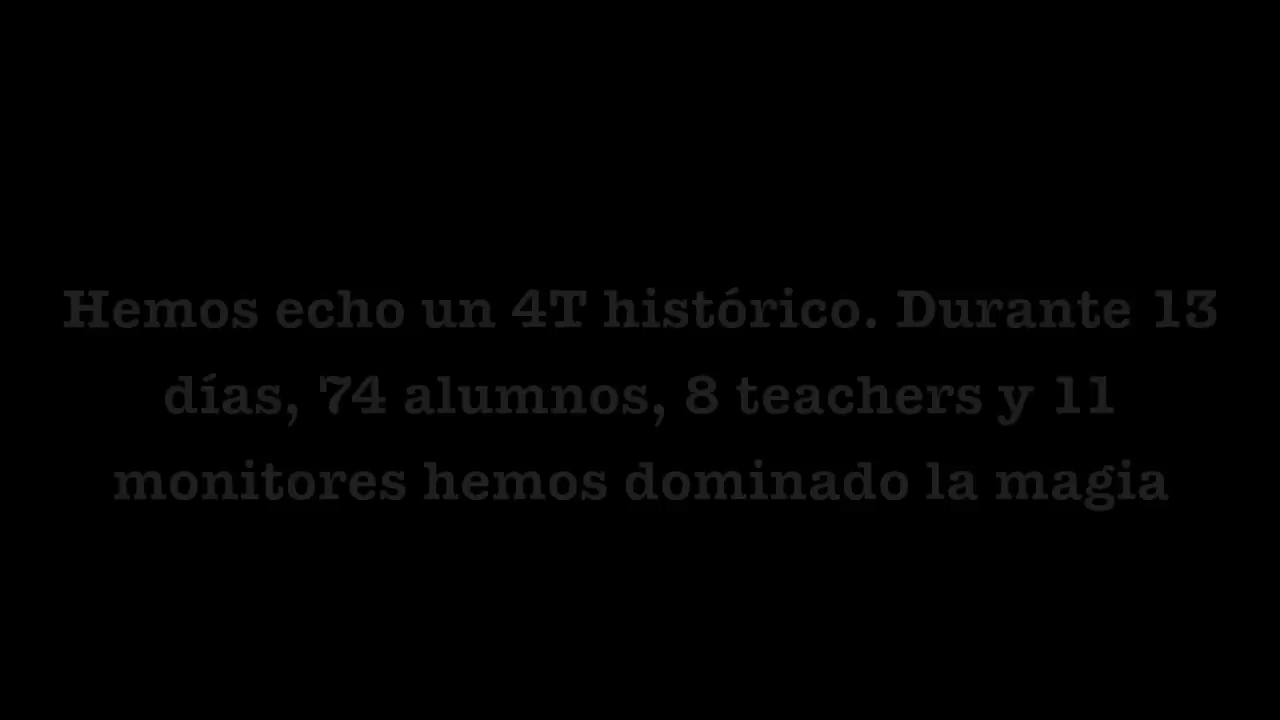 Hemos echo un 4T histórico. Durante 13
días, 74 alumnos, 8 teachers y 11
monitores hemos dominado la magia